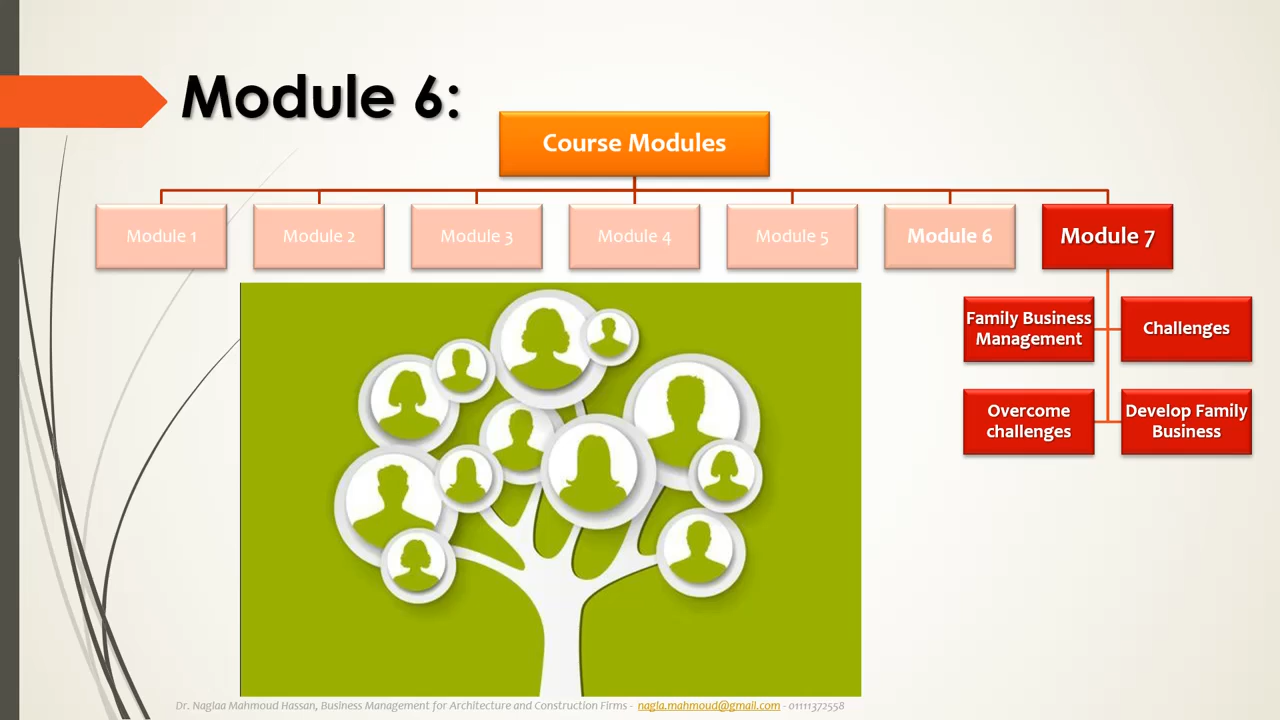 Module 6:
Course Modules
Module 1
Module 2
Module 3
Module 4
Module 5
Module 6
Module 7
Family Business
Management
Challenges
Overcome
challenges
Develop Family
Business
Dr. Naglaa Mahmoud Hassan, Business Management for Architecture and Construction Firms - nagla.mahmoud@gmail.com - 01111372558